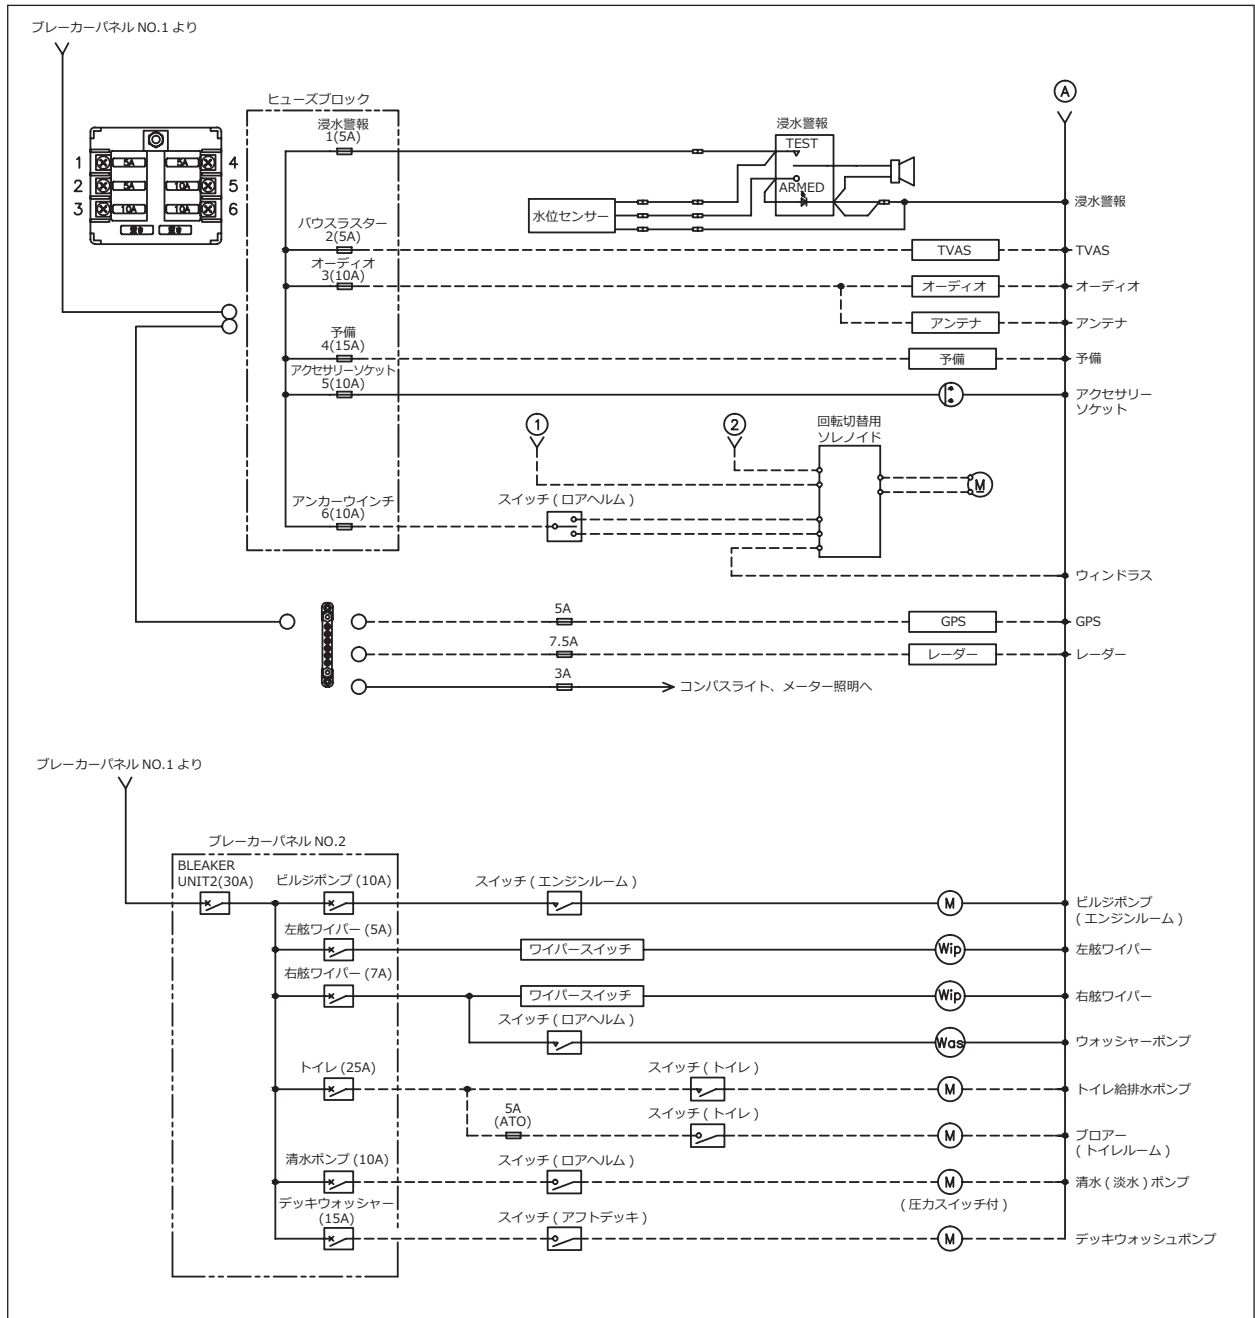 ブレーカーパネル NO.1 より
ヒューズブロック
浸水警報
1(5A)
浸水警報
TEST
ARMED
A
1
5A
5A
4
2
5A
10A
5
3
10A
10A
6
空き
空き
水位センサー
浸水警報
バウスラスター
2(5A)
TVAS
TVAS
オーディオ
3(10A)
オーディオ
オーディオ
アンテナ
アンテナ
予備
4(15A)
予備
予備
アクセサリーソケット
5(10A)
アクセサリー
ソケット
1
2
回転切替用
ソレノイド
M
アンカーウインチ
6(10A)
スイッチ ( ロアヘルム )
ウィンドラス
5A
GPS
GPS
7.5A
レーダー
レーダー
3A
コンパスライト、メーター照明へ
ブレーカーパネル NO.1 より
ブレーカーパネル NO.2
BLEAKER
UNIT2(30A)
ビルジポンプ (10A)
スイッチ ( エンジンルーム )
M
ビルジポンプ
( エンジンルーム )
左舷ワイパー (5A)
ワイパースイッチ
Wip
左舷ワイパー
右舷ワイパー (7A)
ワイパースイッチ
Wip
右舷ワイパー
スイッチ ( ロアヘルム )
Was
ウォッシャーポンプ
トイレ (25A)
スイッチ ( トイレ )
M
トイレ給排水ポンプ
5A
(ATO)
スイッチ ( トイレ )
M
ブロアー
( トイレルーム )
清水ポンプ (10A)
スイッチ ( ロアヘルム )
M
( 圧力スイッチ付 )
清水 ( 淡水 ) ポンプ
デッキウォッシャー
(15A)
スイッチ ( アフトデッキ )
M
デッキウォッシュポンプ